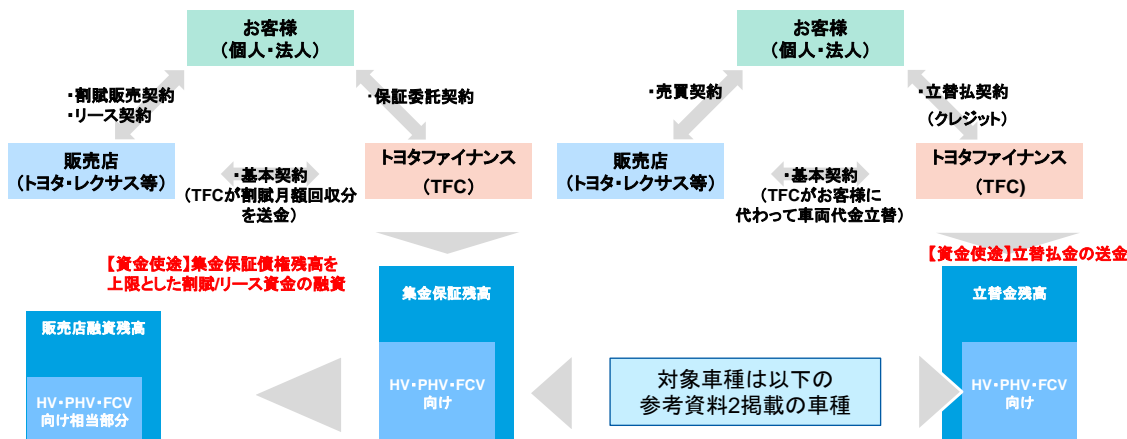 お客様
（個人・法人）
・割賦販売契約
・リース契約
・保証委託契約
販売店
（トヨタ・レクサス等）
・基本契約
（TFCが割賦月額回収分
を送金）
トヨタファイナンス
（TFC）
【資金使途】集金保証債権残高を
上限とした割賦/リース資金の融資
集金保証残高
HV・PHV・FCV
向け
販売店融資残高
HV・PHV・FCV
向け相当部分
お客様
（個人・法人）
・売買契約
・立替払契約
（クレジット）
販売店
（トヨタ・レクサス等）
・基本契約
（TFCがお客様に
代わって車両代金立替）
トヨタファイナンス
（TFC）
【資金使途】立替払金の送金
立替金残高
HV・PHV・FCV
向け
対象車種は以下の
参考資料2掲載の車種